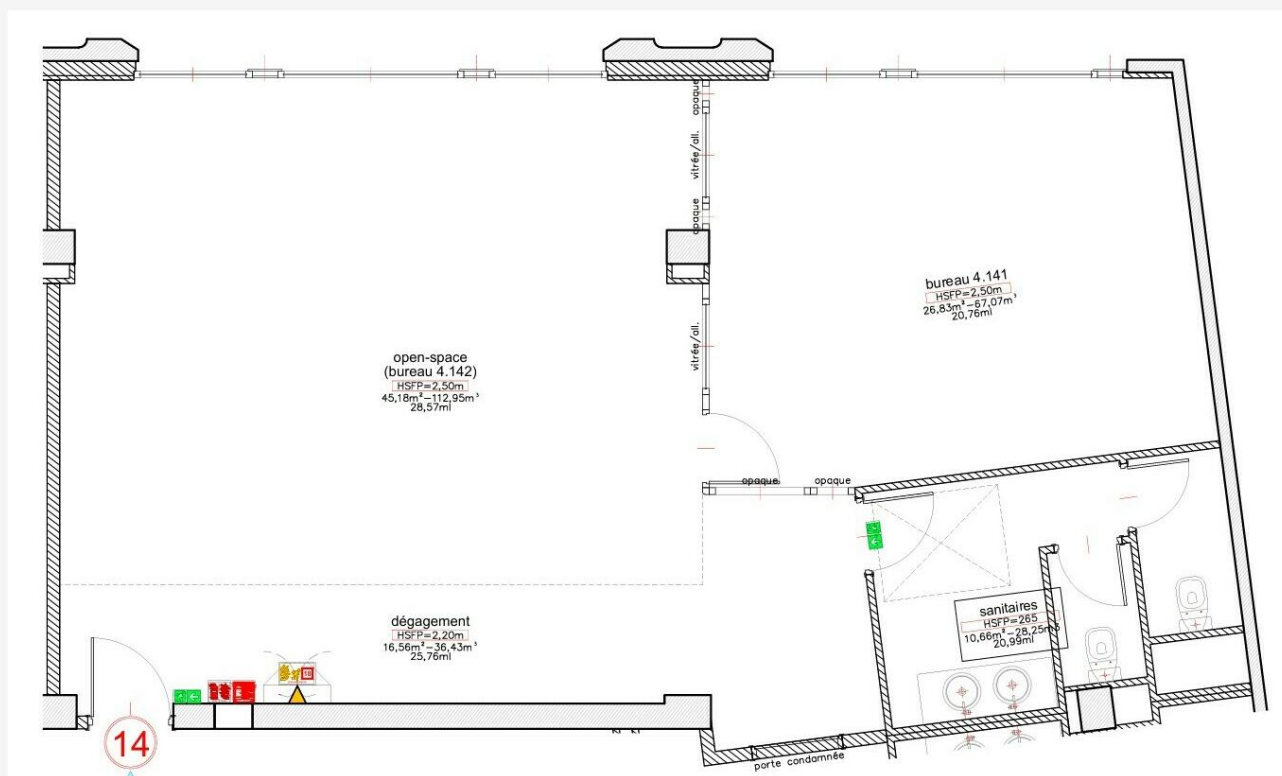 opaque
vitrée/all.
opaque
vitrée/all.
bureau 4.141
HSFP=2,50m
26,83m²-67,07m³
20,76ml
open-space
(bureau 4.142)
HSFP=2,50m
45,18m²-112,95m³
28,57ml
opaque
opaque
dégagement
HSFP=2,20m
16,56m²-36,43m³
25,76ml
sanitaires
HSFP=265
10,66m²-28,25m³
20,99ml
14
porte condamnée